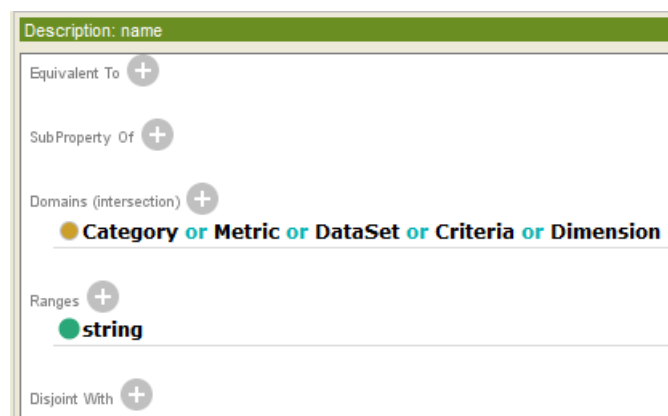 Description: name
Equivalent To
SubProperty Of
Domains (intersection)
Category or Metric or DataSet or Criteria or Dimension
Ranges
string
Disjoint With